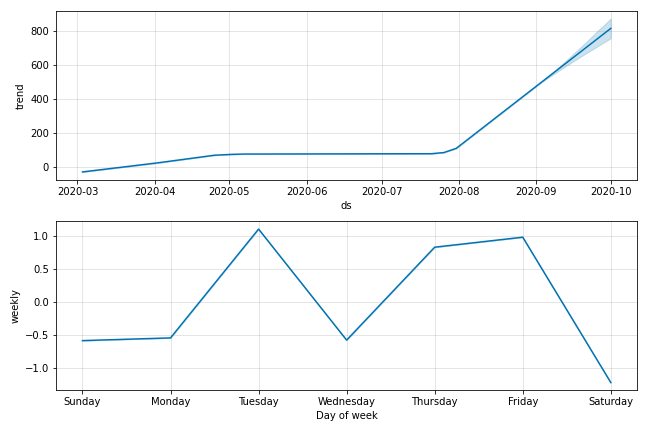 800
600
400
200
0
trend
2020-03 2020-04 2020-05 2020-06 2020-07 2020-08 2020-09 2020-10
ds
1.0
0.5
0.0
−0.5
−1.0
weekly
Sunday Monday Tuesday Wednesday Thursday Friday Saturday
Day of week